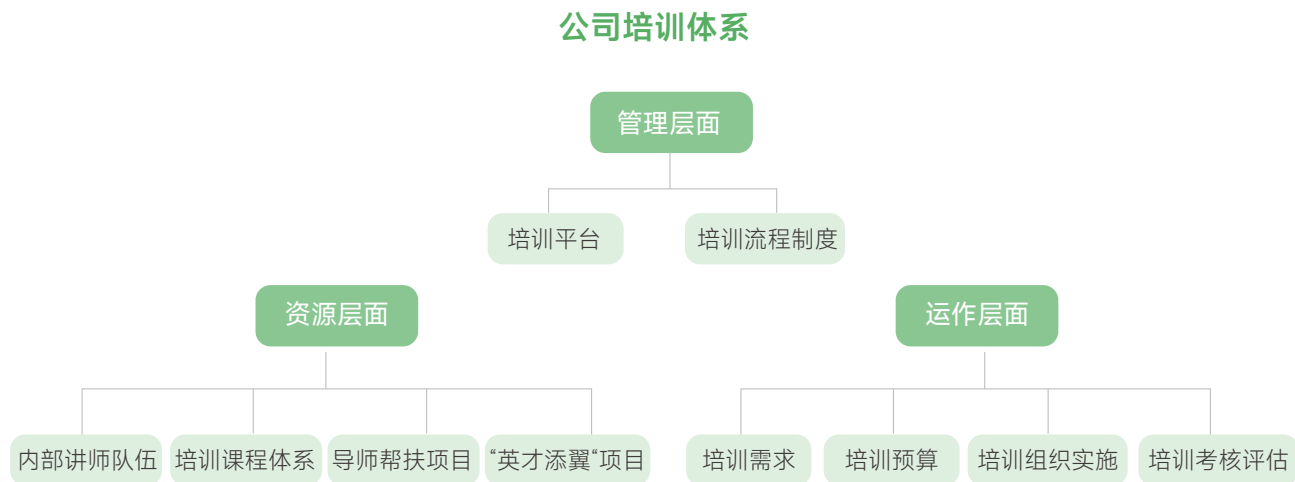 公司培训体系
管理层面
培训平台
培训流程制度
资源层面
运作层面
内部讲师队伍
培训课程体系
导师帮扶项目
“英才添翼“项目
培训需求
培训预算
培训组织实施
培训考核评估